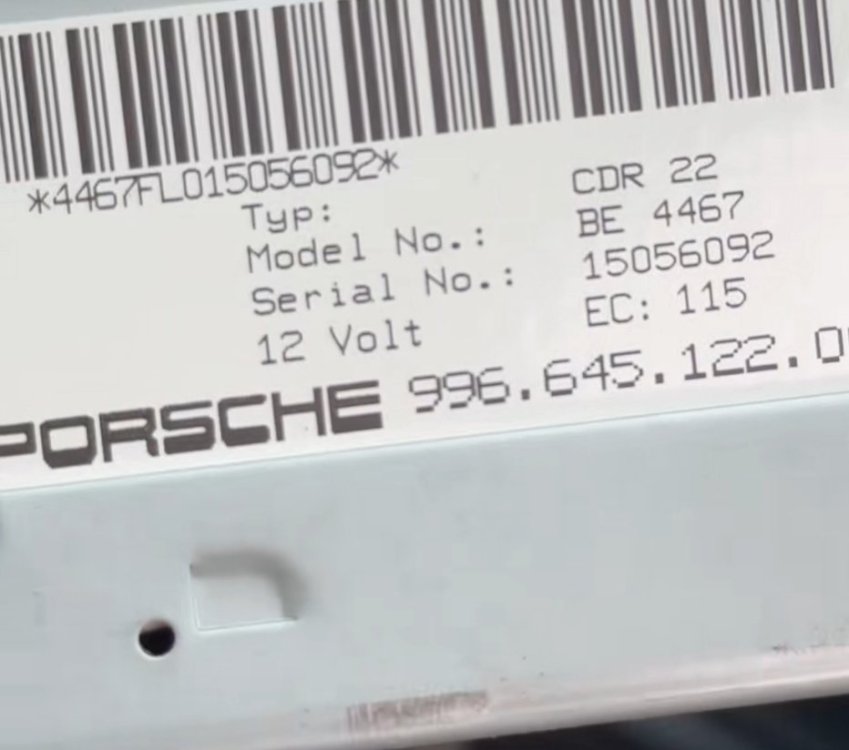 *4467FL015056092*
Typ: CDR 22
Model No.: BE 4467
Serial No.: 15056092
12 Volt EC: 115
PORSCHE 996.645.122.0